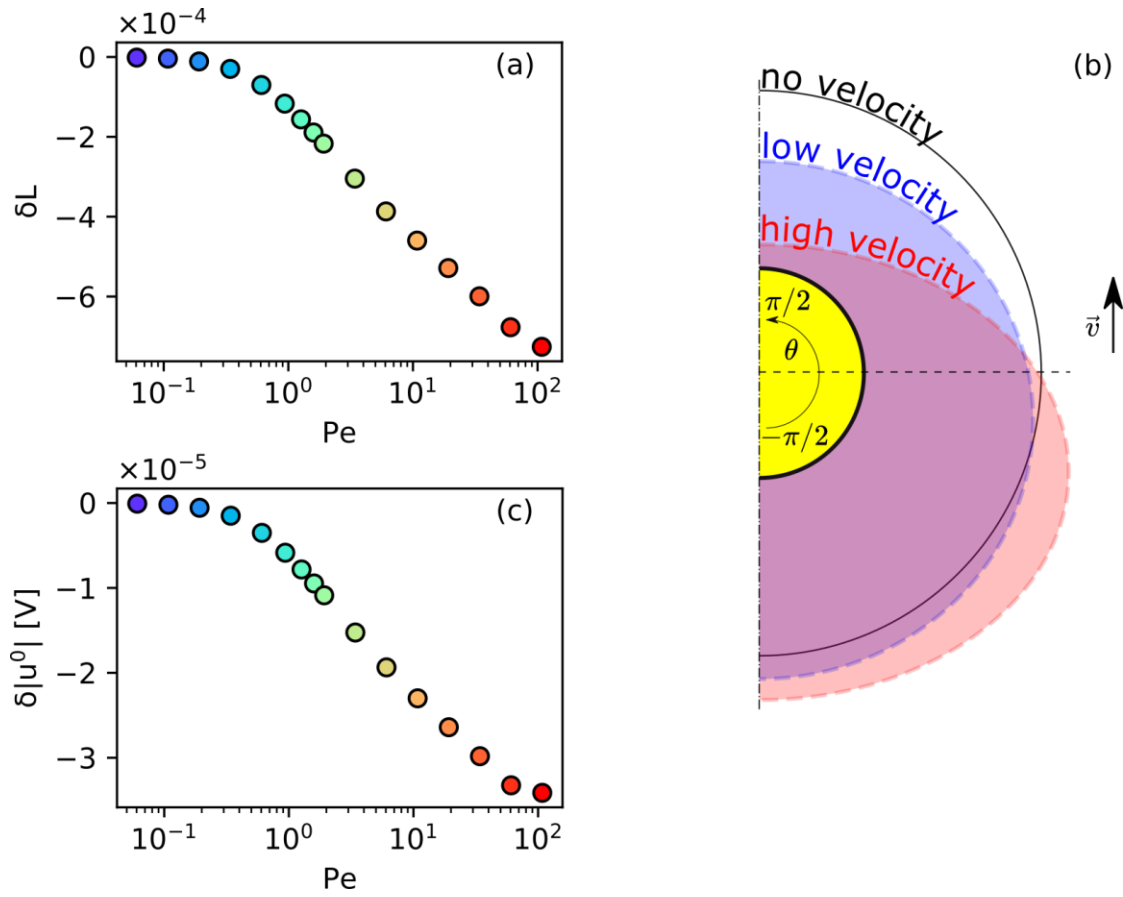 ×10⁻⁴
(a)
0
−2
−4
−6
δL
10⁻¹ 10⁰ 10¹ 10²
Pe
×10⁻⁵
(c)
0
−1
−2
−3
δ|u⁰| [V]
10⁻¹ 10⁰ 10¹ 10²
Pe
(b)
no velocity
low velocity
high velocity
π/2
θ
−π/2
v⃗